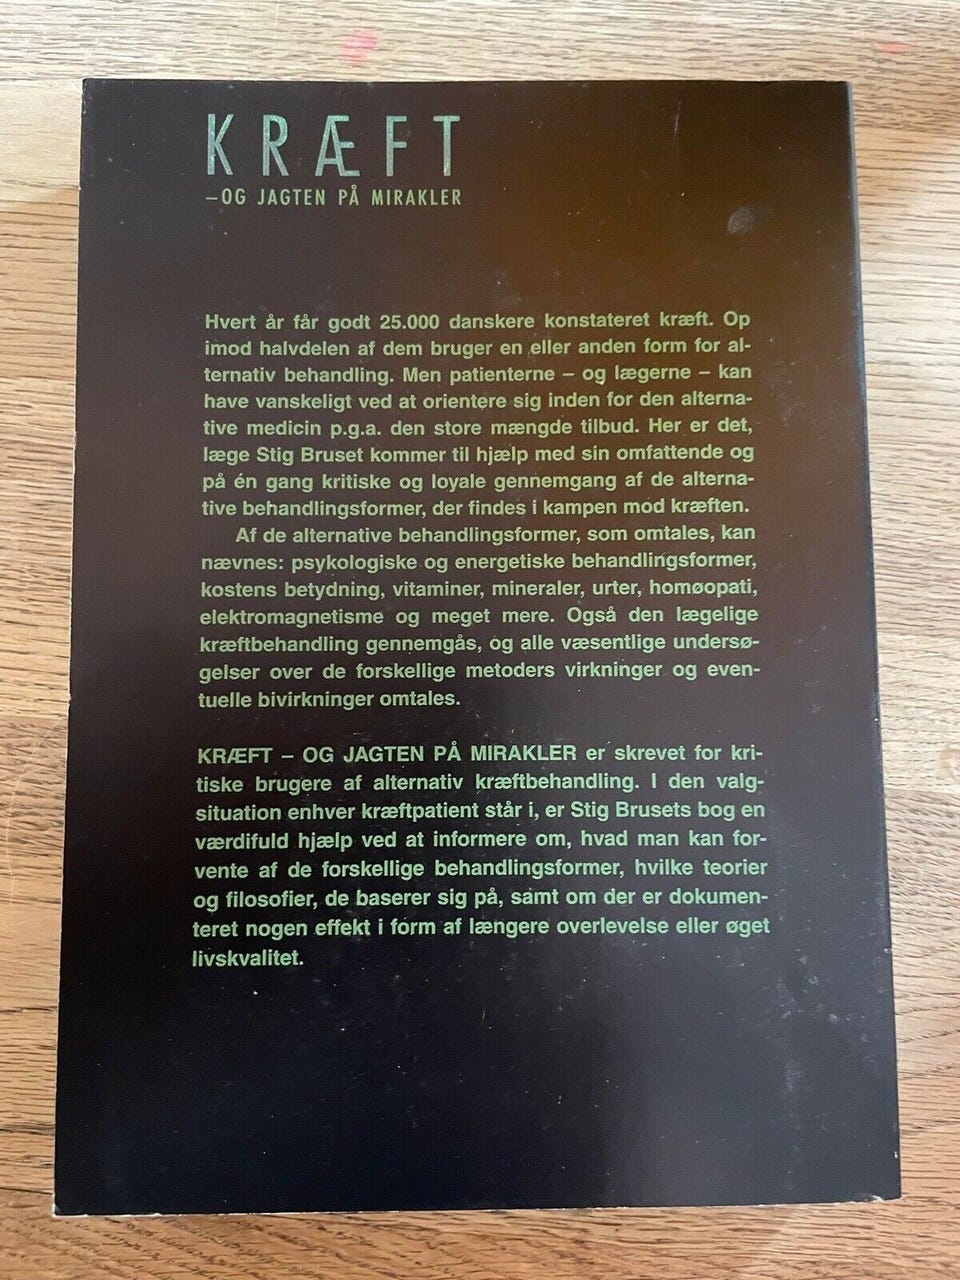 KRÆFT
–OG JAGTEN PÅ MIRAKLER
Hvert år får godt 25.000 danskere konstateret kræft. Op
imod halvdelen af dem bruger en eller anden form for al-
ternativ behandling. Men patienterne – og lægerne – kan
have vanskeligt ved at orientere sig inden for den alterna-
tive medicin p.g.a. den store mængde tilbud. Her er det,
læge Stig Bruset kommer til hjælp med sin omfattende og
på én gang kritiske og loyale gennemgang af de alterna-
tive behandlingsformer, der findes i kampen mod kræften.
Af de alternative behandlingsformer, som omtales, kan
nævnes: psykologiske og energetiske behandlingsformer,
kostens betydning, vitaminer, mineraler, urter, homøopati,
elektromagnetisme og meget mere. Også den lægelige
kræftbehandling gennemgås, og alle væsentlige undersø-
gelser over de forskellige metoders virkninger og even-
tuelle bivirkninger omtales.
KRÆFT – OG JAGTEN PÅ MIRAKLER er skrevet for kri-
tiske brugere af alternativ kræftbehandling. I den valg-
situation enhver kræftpatient står i, er Stig Brusets bog en
værdifuld hjælp ved at informere om, hvad man kan for-
vente af de forskellige behandlingsformer, hvilke teorier
og filosofier, de baserer sig på, samt om der er dokumen-
teret nogen effekt i form af længere overlevelse eller øget
livskvalitet.